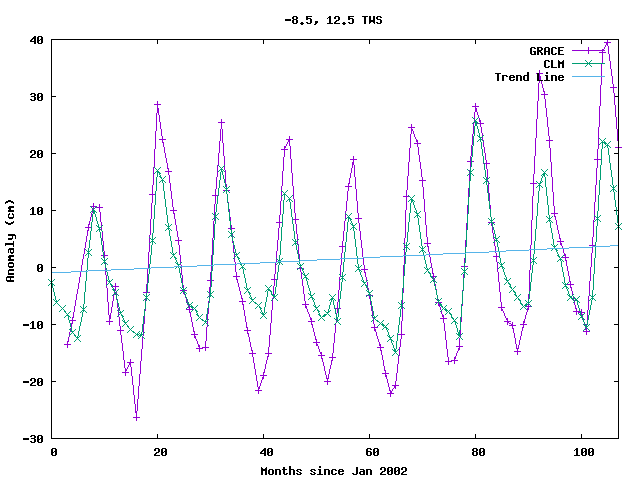 -8.5, 12.5 TWS
GRACE
CLM
Trend Line
40
30
20
10
0
-10
-20
-30
Anomaly (cm)
0 20 40 60 80 100
Months since Jan 2002